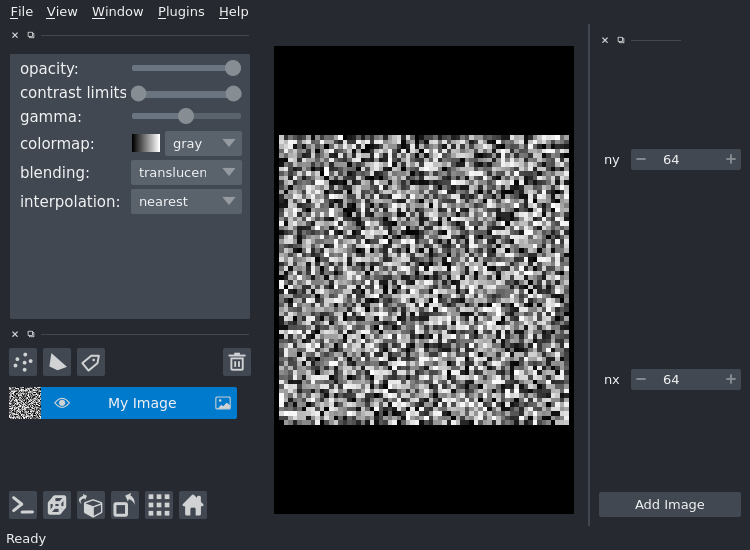 File View Window Plugins Help
opacity:
contrast limits
gamma:
colormap: gray
blending: translucen
interpolation: nearest
ny 64
nx 64
My Image
Add Image
Ready